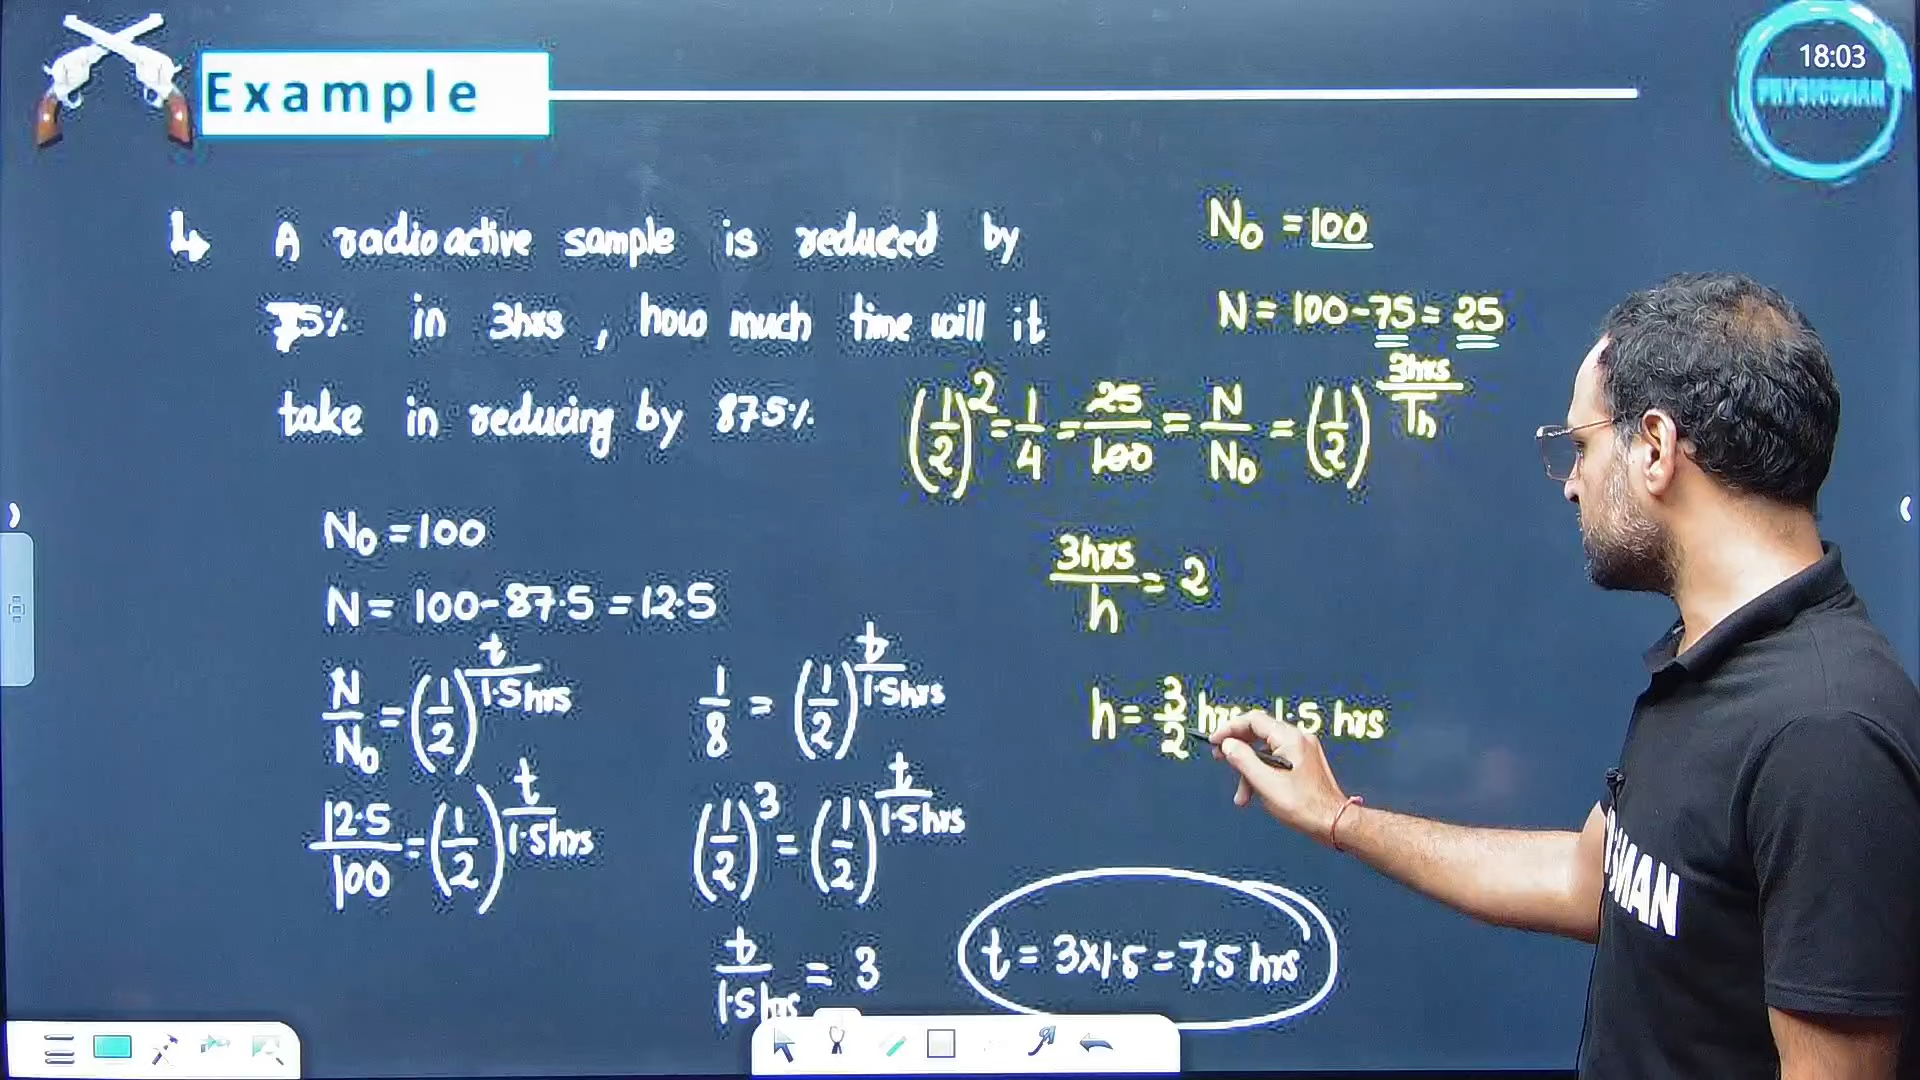 18:03
PHYSICSMAN
Example
A radioactive sample is reduced by
75% in 3hrs, how much time will it
take in reducing by 87.5%.
N₀ = 100
N = 100-75 = 25
(1/2)² = 1/4 = 25/100 = N/N₀ = (1/2)^(3hrs/Th)
3hrs/h = 2
h = 3/2 hrs = 1.5 hrs
N₀ = 100
N = 100-87.5 = 12.5
N/N₀ = (1/2)^(t/1.5hrs)
12.5/100 = (1/2)^(t/1.5hrs)
1/8 = (1/2)^(t/1.5hrs)
(1/2)³ = (1/2)^(t/1.5hrs)
t/1.5hrs = 3
t = 3x1.5 = 7.5 hrs